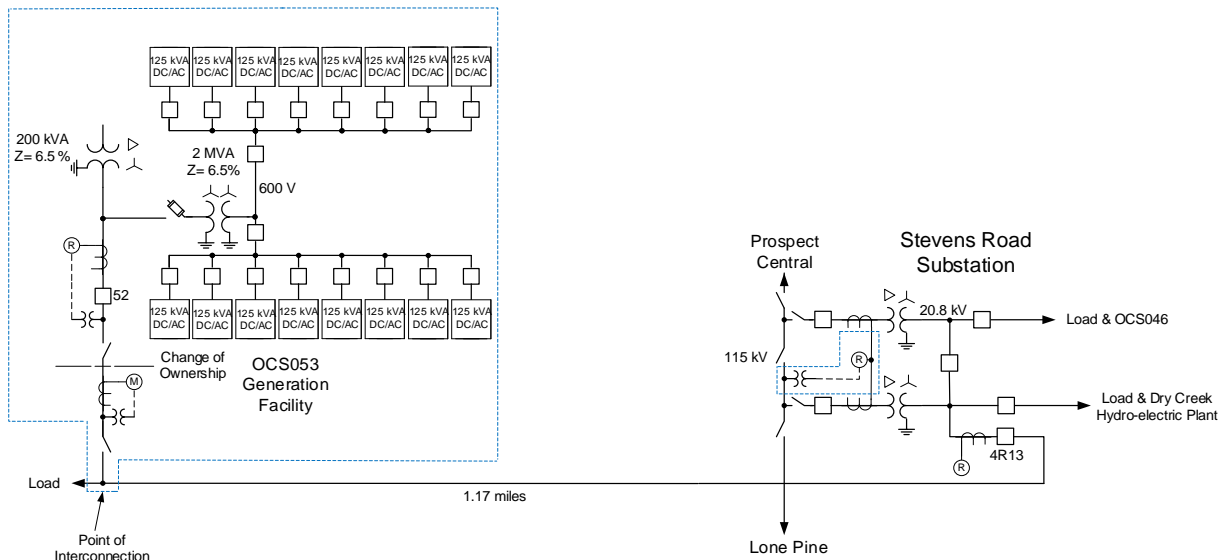 125 kVA
DC/AC
125 kVA
DC/AC
125 kVA
DC/AC
125 kVA
DC/AC
125 kVA
DC/AC
125 kVA
DC/AC
125 kVA
DC/AC
125 kVA
DC/AC
200 kVA
Z= 6.5 %
2 MVA
Z= 6.5%
600 V
R
52
125 kVA
DC/AC
125 kVA
DC/AC
125 kVA
DC/AC
125 kVA
DC/AC
125 kVA
DC/AC
125 kVA
DC/AC
125 kVA
DC/AC
125 kVA
DC/AC
Change of
Ownership
OCS053
Generation
Facility
M
Load
Point of
Interconnection
1.17 miles
Prospect
Central
Stevens Road
Substation
20.8 kV
Load & OCS046
115 kV
R
Load & Dry Creek
Hydro-electric Plant
4R13
R
Lone Pine